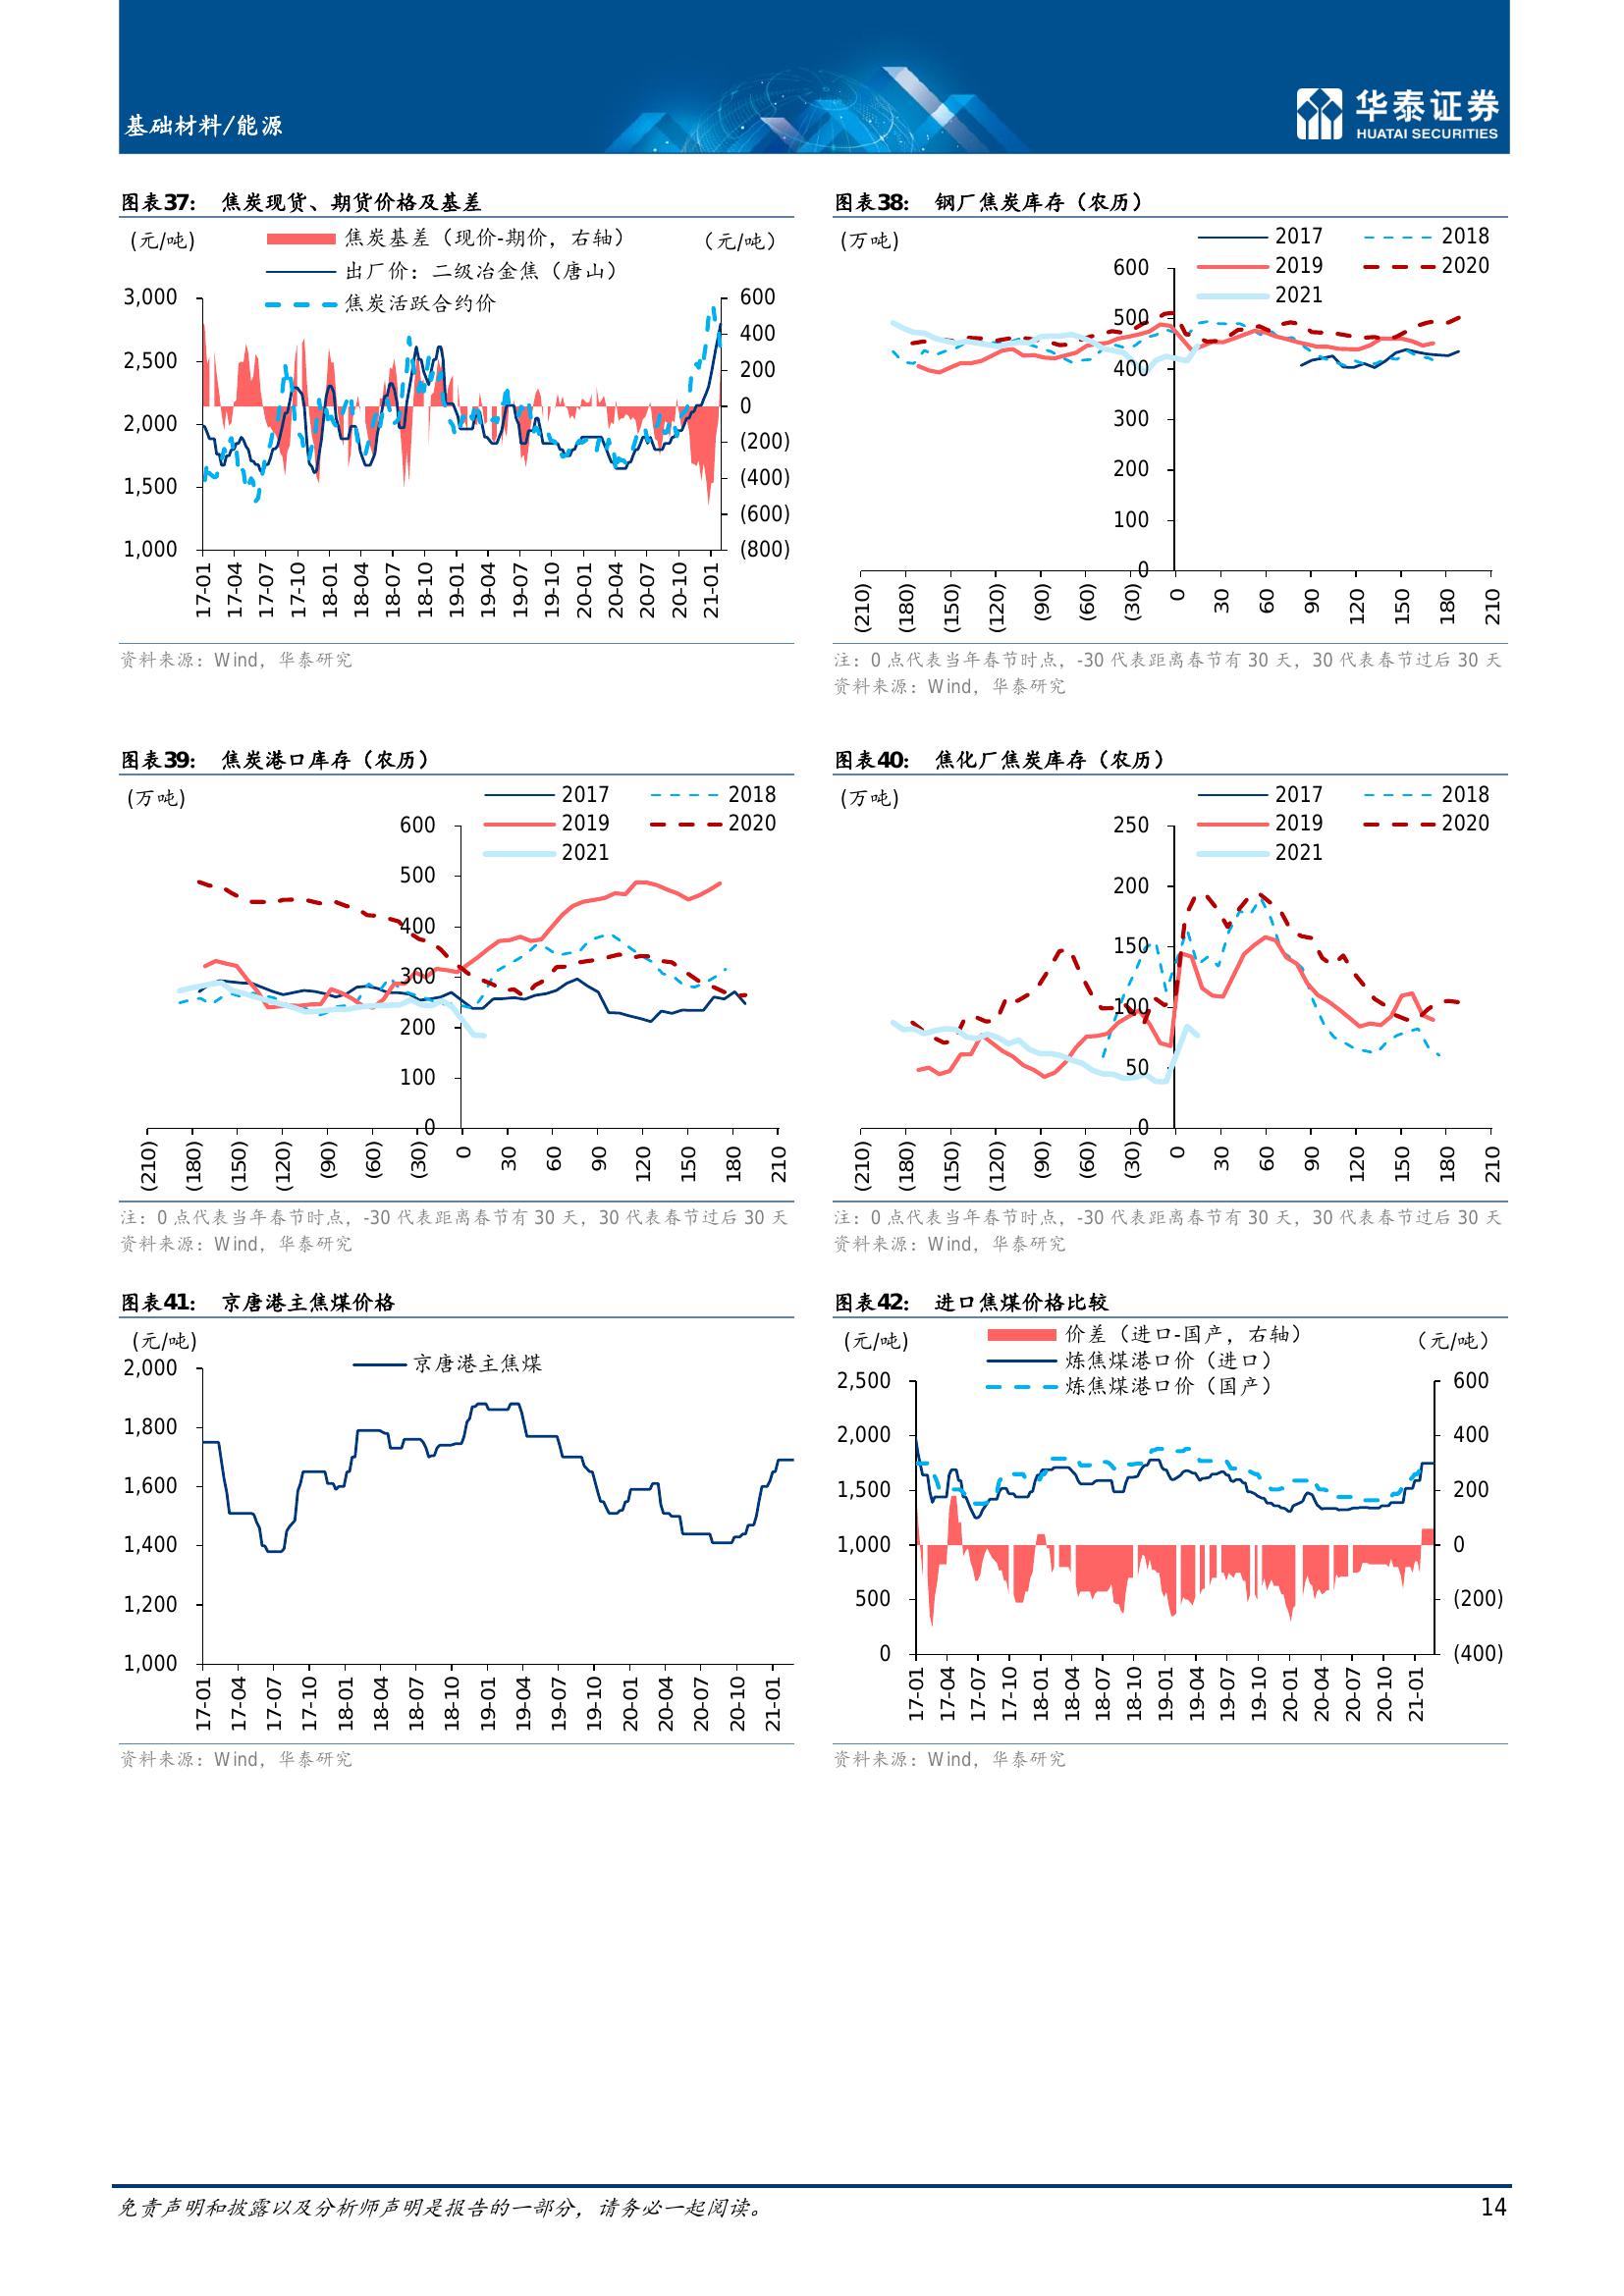 基础材料/能源
华泰证券
HUATAI SECURITIES
图表37: 焦炭现货、期货价格及基差
(元/吨)
(元/吨)
焦炭基差（现价-期价，右轴）
出厂价：二级冶金焦（唐山）
焦炭活跃合约价
3,000
2,500
2,000
1,500
1,000
600
400
200
0
(200)
(400)
(600)
(800)
17-01 17-04 17-07 17-10 18-01 18-04 18-07 18-10 19-01 19-04 19-07 19-10 20-01 20-04 20-07 20-10 21-01
资料来源：Wind，华泰研究
图表38: 钢厂焦炭库存（农历）
(万吨)
2017 2018
2019 2020
2021
600
500
400
300
200
100
0
(210) (180) (150) (120) (90) (60) (30) 0 30 60 90 120 150 180 210
注：0 点代表当年春节时点，-30 代表距离春节有 30 天，30 代表春节过后 30 天
资料来源：Wind，华泰研究
图表39: 焦炭港口库存（农历）
(万吨)
2017 2018
2019 2020
2021
600
500
400
300
200
100
0
(210) (180) (150) (120) (90) (60) (30) 0 30 60 90 120 150 180 210
注：0 点代表当年春节时点，-30 代表距离春节有 30 天，30 代表春节过后 30 天
资料来源：Wind，华泰研究
图表40: 焦化厂焦炭库存（农历）
(万吨)
2017 2018
2019 2020
2021
250
200
150
100
50
0
(210) (180) (150) (120) (90) (60) (30) 0 30 60 90 120 150 180 210
注：0 点代表当年春节时点，-30 代表距离春节有 30 天，30 代表春节过后 30 天
资料来源：Wind，华泰研究
图表41: 京唐港主焦煤价格
(元/吨)
京唐港主焦煤
2,000
1,800
1,600
1,400
1,200
1,000
17-01 17-04 17-07 17-10 18-01 18-04 18-07 18-10 19-01 19-04 19-07 19-10 20-01 20-04 20-07 20-10 21-01
资料来源：Wind，华泰研究
图表42: 进口焦煤价格比较
(元/吨)
(元/吨)
价差（进口-国产，右轴）
炼焦煤港口价（进口）
炼焦煤港口价（国产）
2,500
2,000
1,500
1,000
500
0
600
400
200
0
(200)
(400)
17-01 17-04 17-07 17-10 18-01 18-04 18-07 18-10 19-01 19-04 19-07 19-10 20-01 20-04 20-07 20-10 21-01
资料来源：Wind，华泰研究
免责声明和披露以及分析师声明是报告的一部分，请务必一起阅读。
14